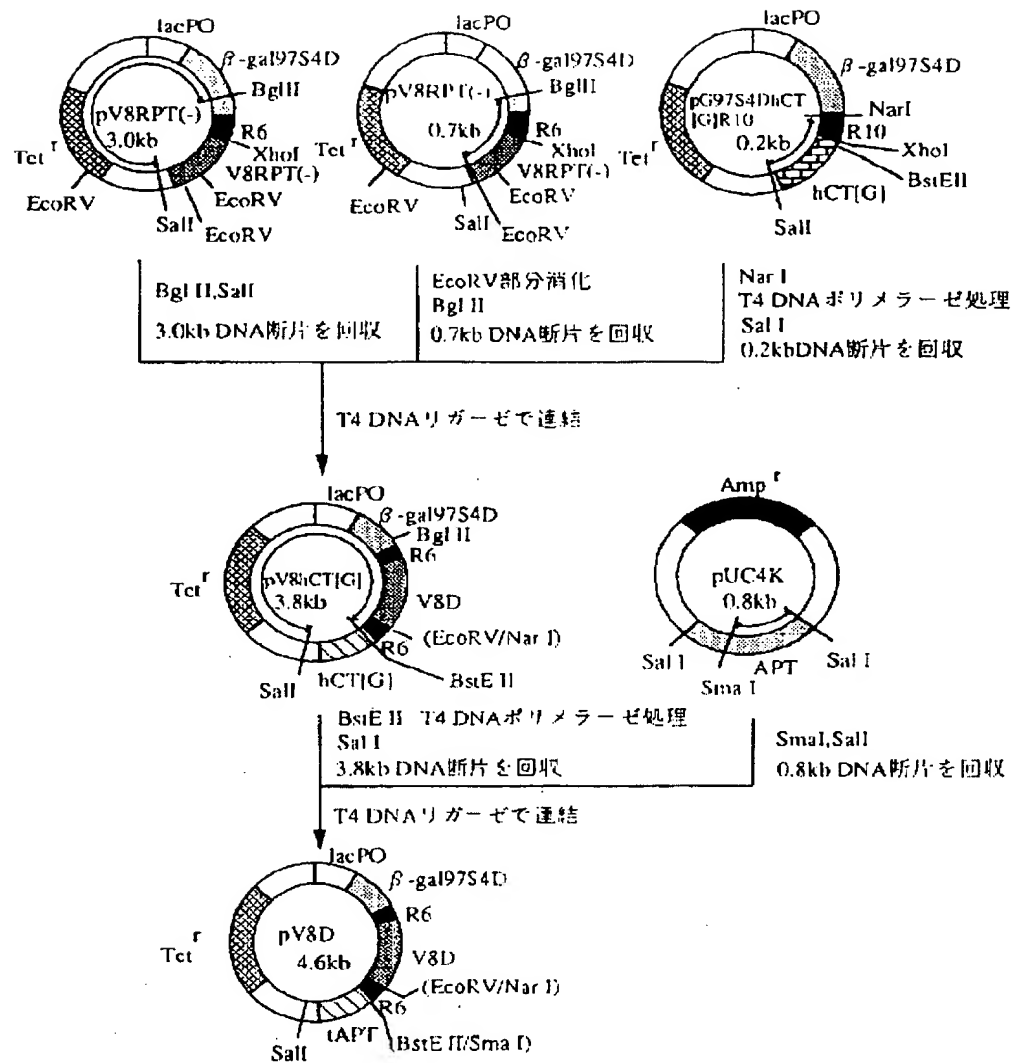 lacPO
β-gal97S4D
BglII
pV8RPT(-)
3.0kb
R6
XhoI
V8RPT(-)
EcoRV
EcoRV
SalI
EcoRV
Tet r
lacPO
β-gal97S4D
BglII
pV8RPT(-)
0.7kb
R6
XhoI
V8RPT(-)
EcoRV
EcoRV
SalI
Tet r
lacPO
β-gal97S4D
NarI
pG97S4DhCT
[G]R10
0.2kb
R10
XhoI
BstEII
hCT[G]
SalI
Tet r
Bgl II,SalI
3.0kb DNA断片を回収
EcoRV部分消化
Bgl II
0.7kb DNA断片を回収
Nar I
T4 DNAポリメラーゼ処理
Sal I
0.2kbDNA断片を回収
T4 DNAリガーゼで連結
lacPO
β-gal97S4D
Bgl II
R6
pV8hCT[G]
3.8kb
V8D
(EcoRV/Nar I)
R6
BstE II
hCT[G]
SalI
Tet r
Amp r
pUC4K
0.8kb
Sal I
APT
Sal I
Sma I
BstE II T4 DNAポリメラーゼ処理
Sal I
3.8kb DNA断片を回収
SmaI,SalI
0.8kb DNA断片を回収
T4 DNAリガーゼで連結
lacPO
β-gal97S4D
R6
pV8D
4.6kb
V8D
(EcoRV/Nar I)
R6
tAPT
(BstE II/Sma I)
SalI
Tet r